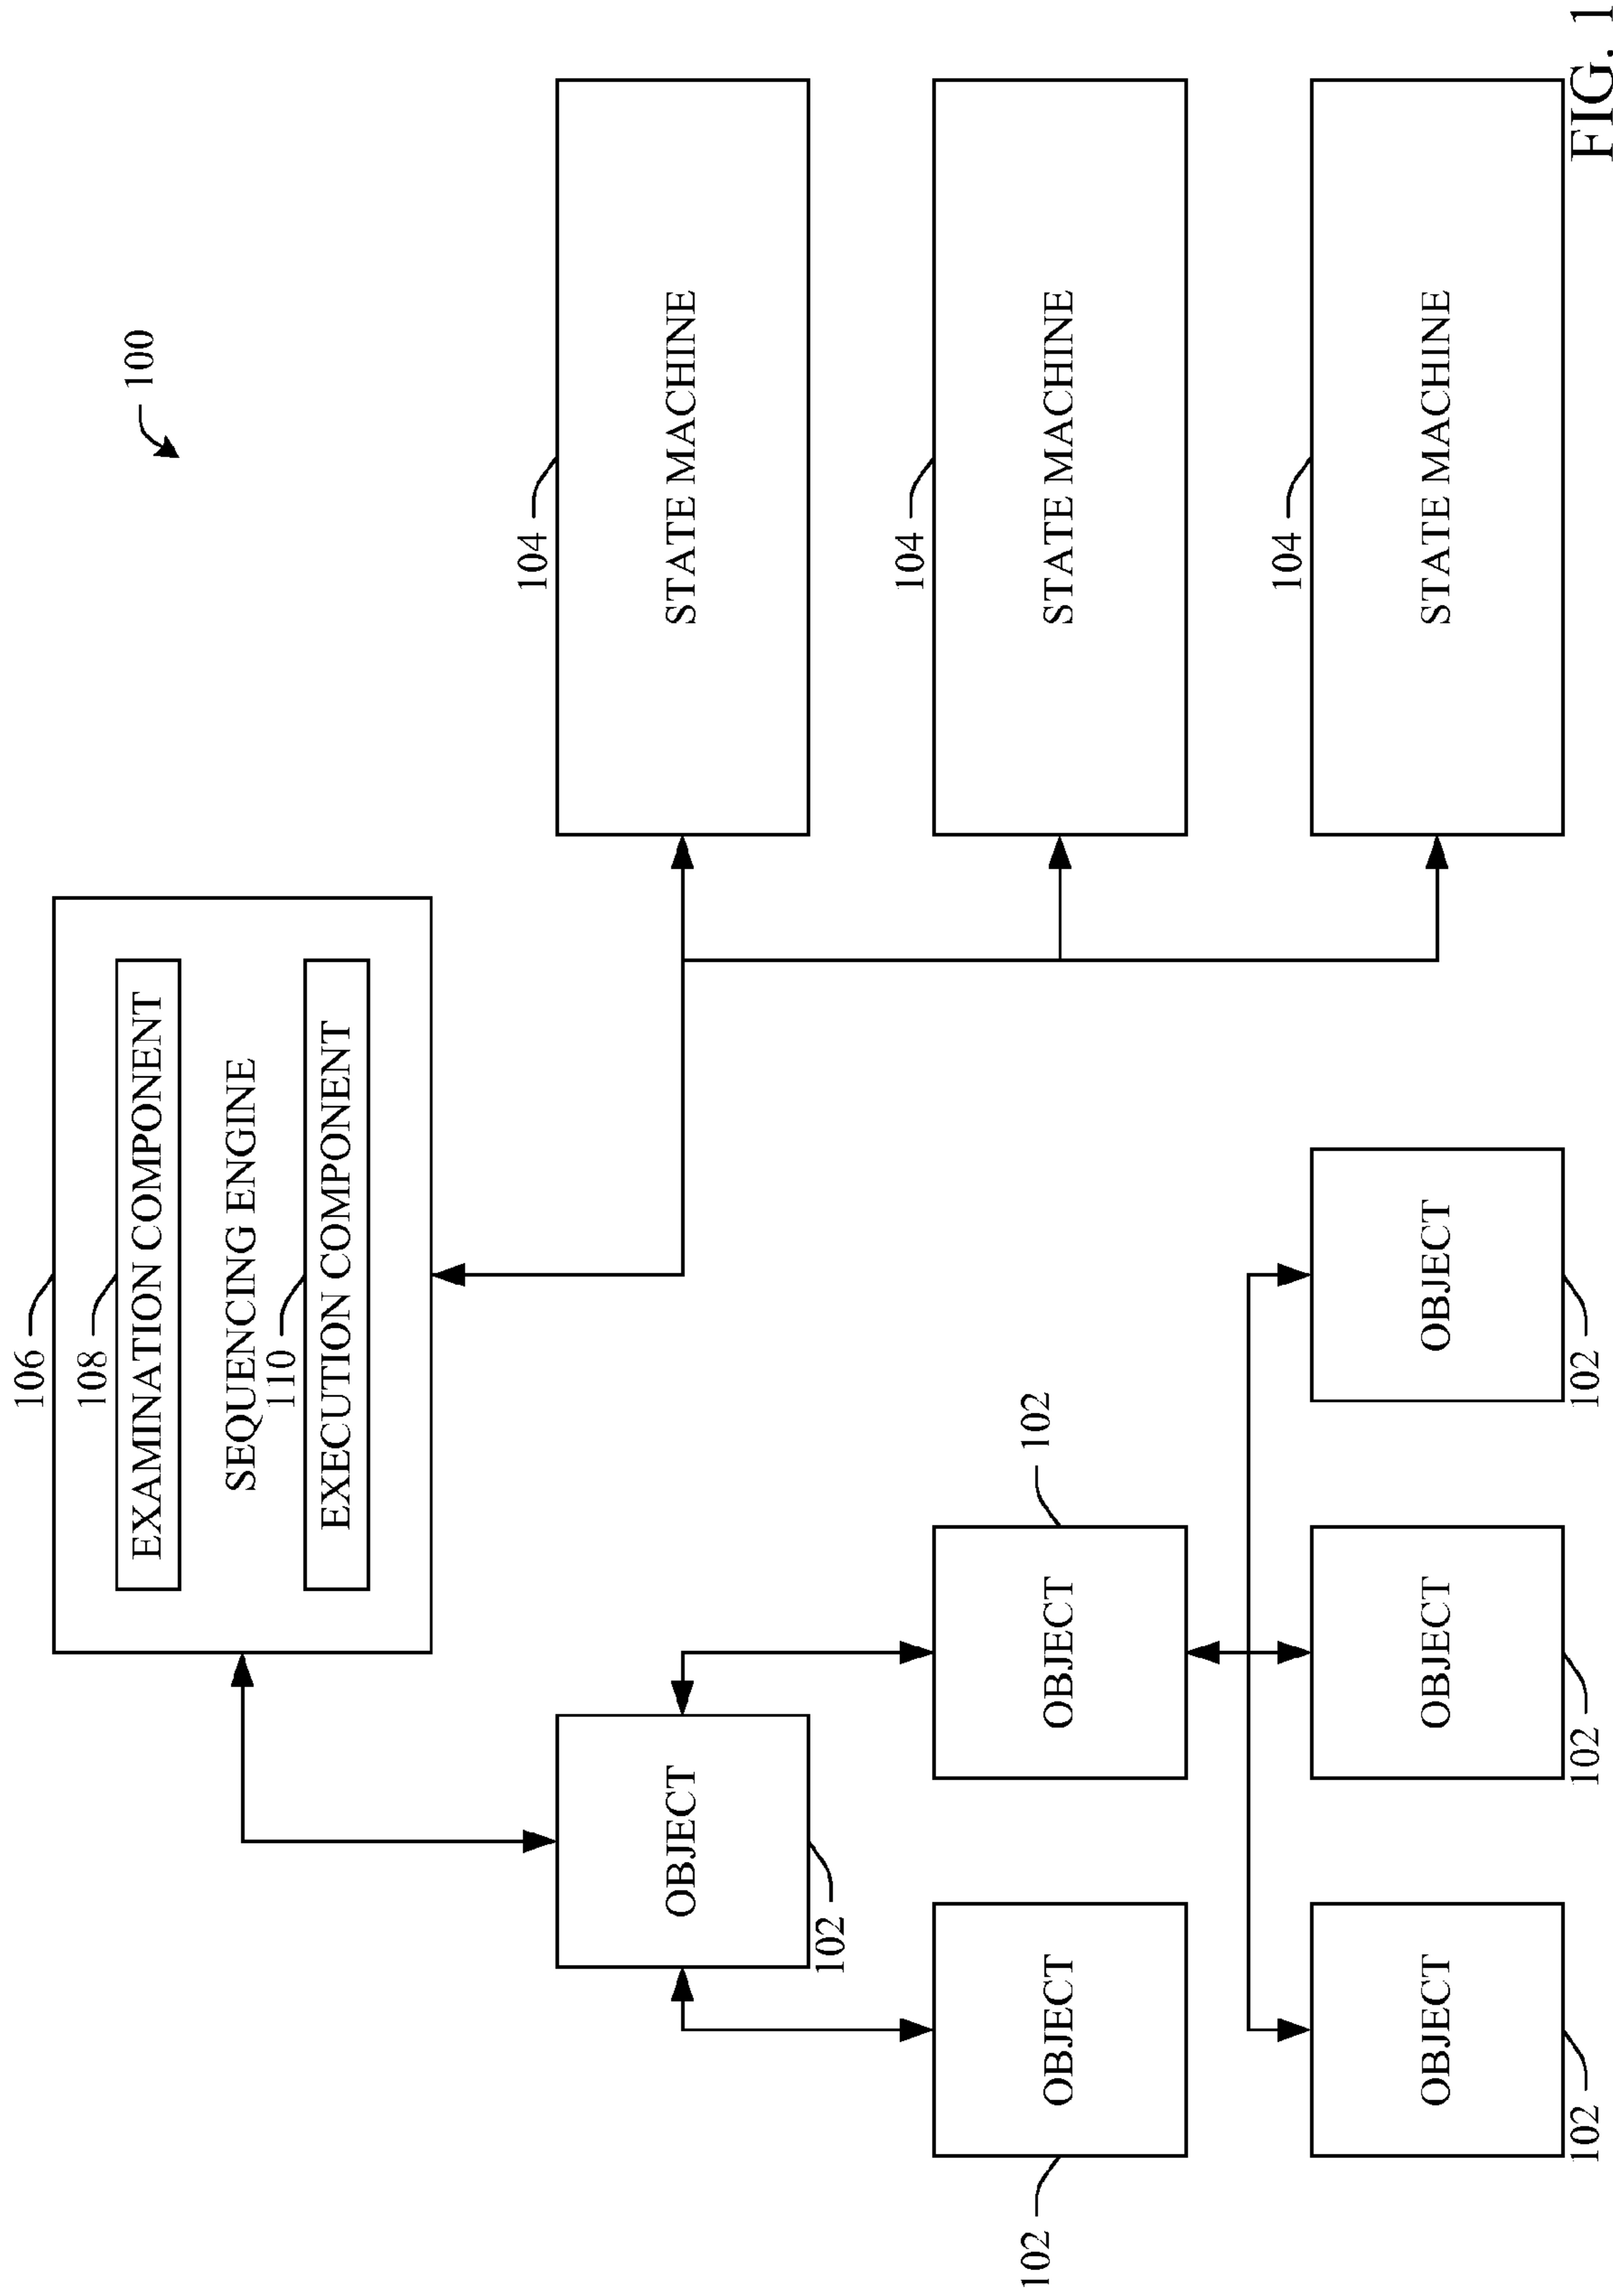 106
108
100
EXAMINATION COMPONENT
SEQUENCING ENGINE
110
EXECUTION COMPONENT
104
OBJECT
STATE MACHINE
102
104
102
102
OBJECT
OBJECT
STATE MACHINE
104
OBJECT
OBJECT
OBJECT
STATE MACHINE
102
102
102
FIG. 1